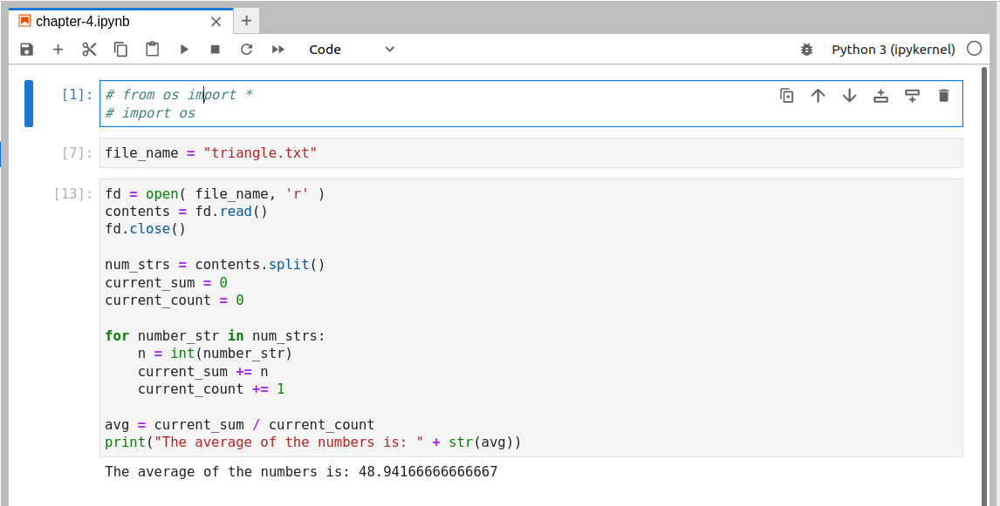 chapter-4.ipynb
Code
Python 3 (ipykernel)
[1]:
# from os import *
# import os
[7]:
file_name = "triangle.txt"
[13]:
fd = open( file_name, 'r' )
contents = fd.read()
fd.close()
num_strs = contents.split()
current_sum = 0
current_count = 0
for number_str in num_strs:
    n = int(number_str)
    current_sum += n
    current_count += 1
avg = current_sum / current_count
print("The average of the numbers is: " + str(avg))
The average of the numbers is: 48.94166666666667